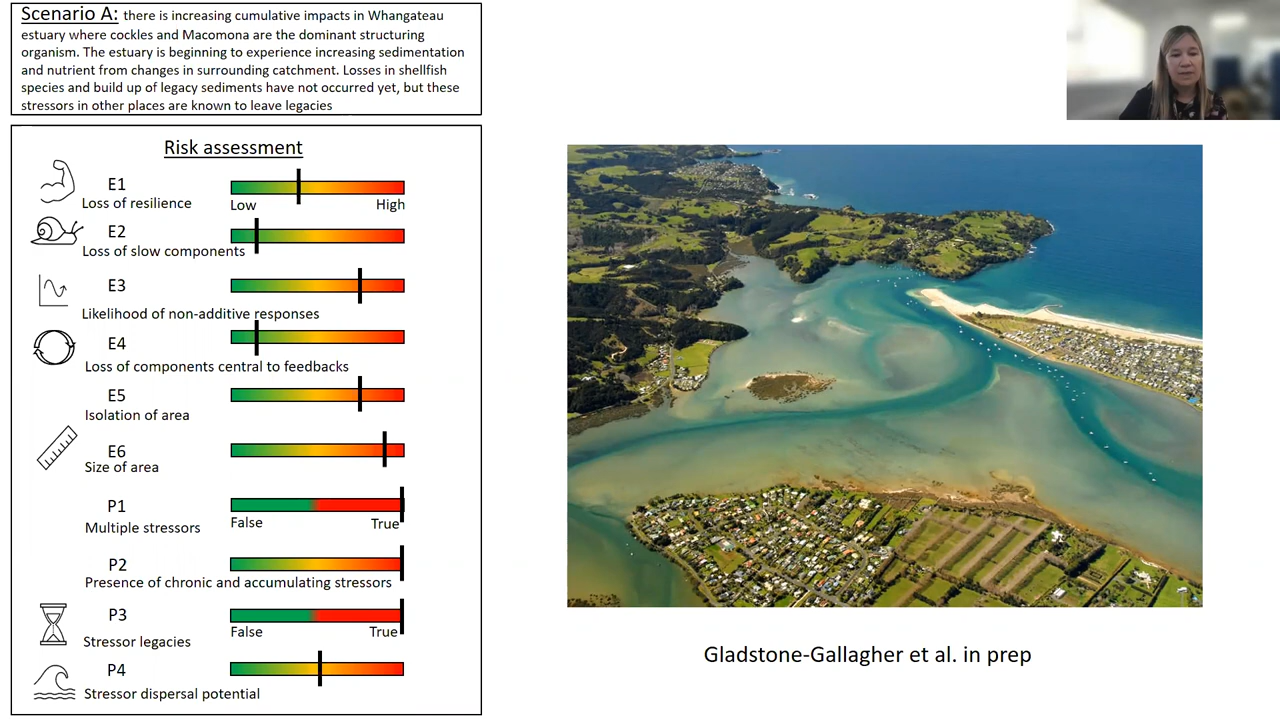 Scenario A: there is increasing cumulative impacts in Whangateau
estuary where cockles and Macomona are the dominant structuring
organism. The estuary is beginning to experience increasing sedimentation
and nutrient from changes in surrounding catchment. Losses in shellfish
species and build up of legacy sediments have not occurred yet, but these
stressors in other places are known to leave legacies
Risk assessment
E1
Loss of resilience
Low
High
E2
Loss of slow components
E3
Likelihood of non-additive responses
E4
Loss of components central to feedbacks
E5
Isolation of area
E6
Size of area
P1
Multiple stressors
False
True
P2
Presence of chronic and accumulating stressors
P3
Stressor legacies
False
True
P4
Stressor dispersal potential
Gladstone-Gallagher et al. in prep